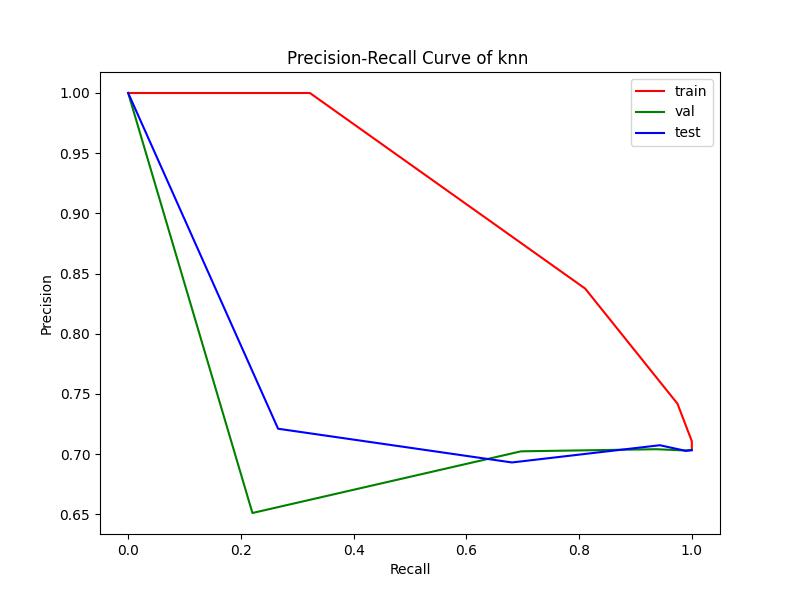 Precision-Recall Curve of knn
train
val
test
Precision
1.00
0.95
0.90
0.85
0.80
0.75
0.70
0.65
0.0 0.2 0.4 0.6 0.8 1.0
Recall